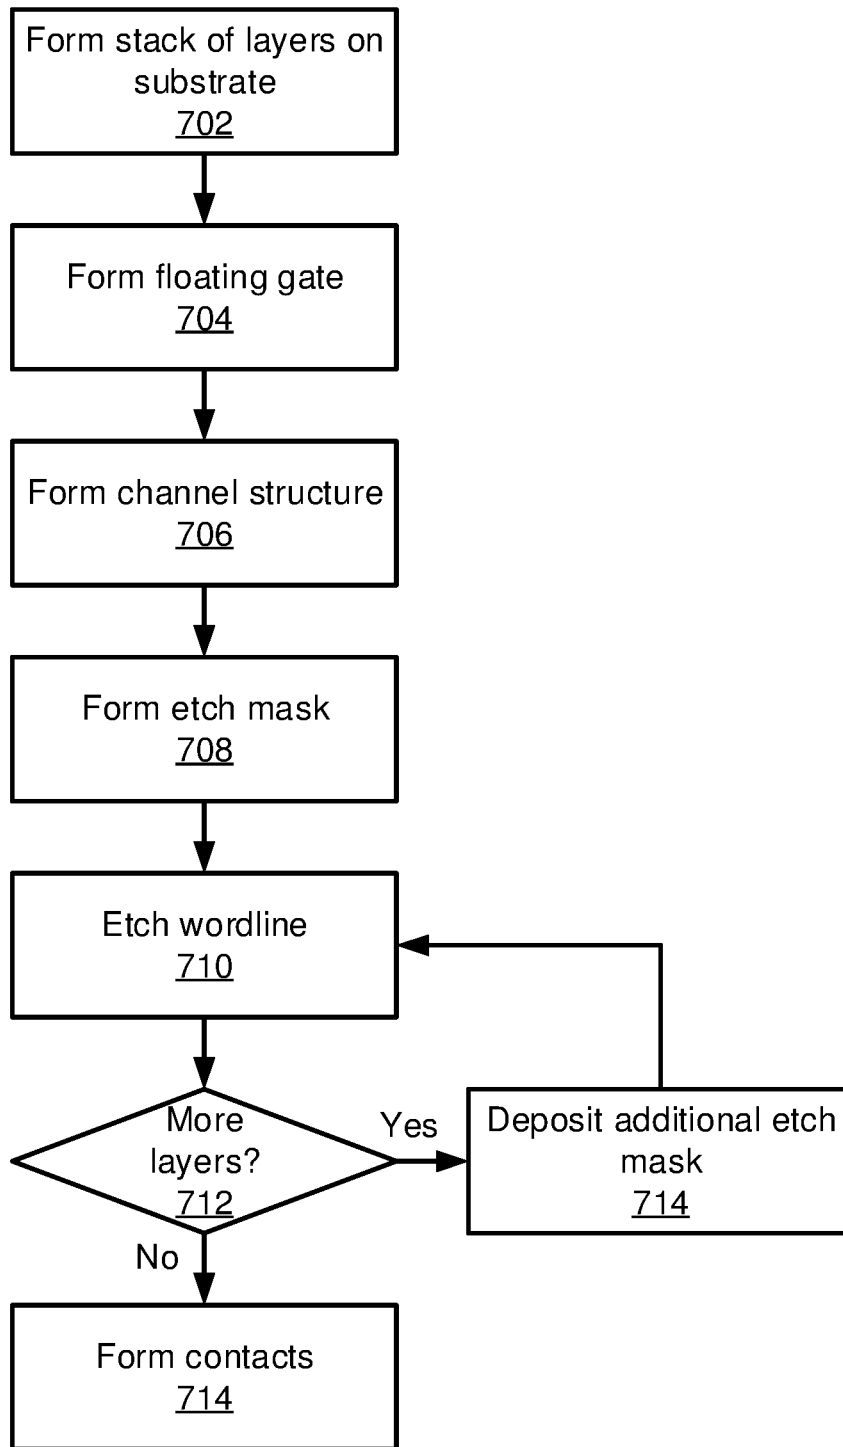 Form stack of layers on
substrate
702
Form floating gate
704
Form channel structure
706
Form etch mask
708
Etch wordline
710
More
layers?
712
Yes
Deposit additional etch
mask
714
No
Form contacts
714